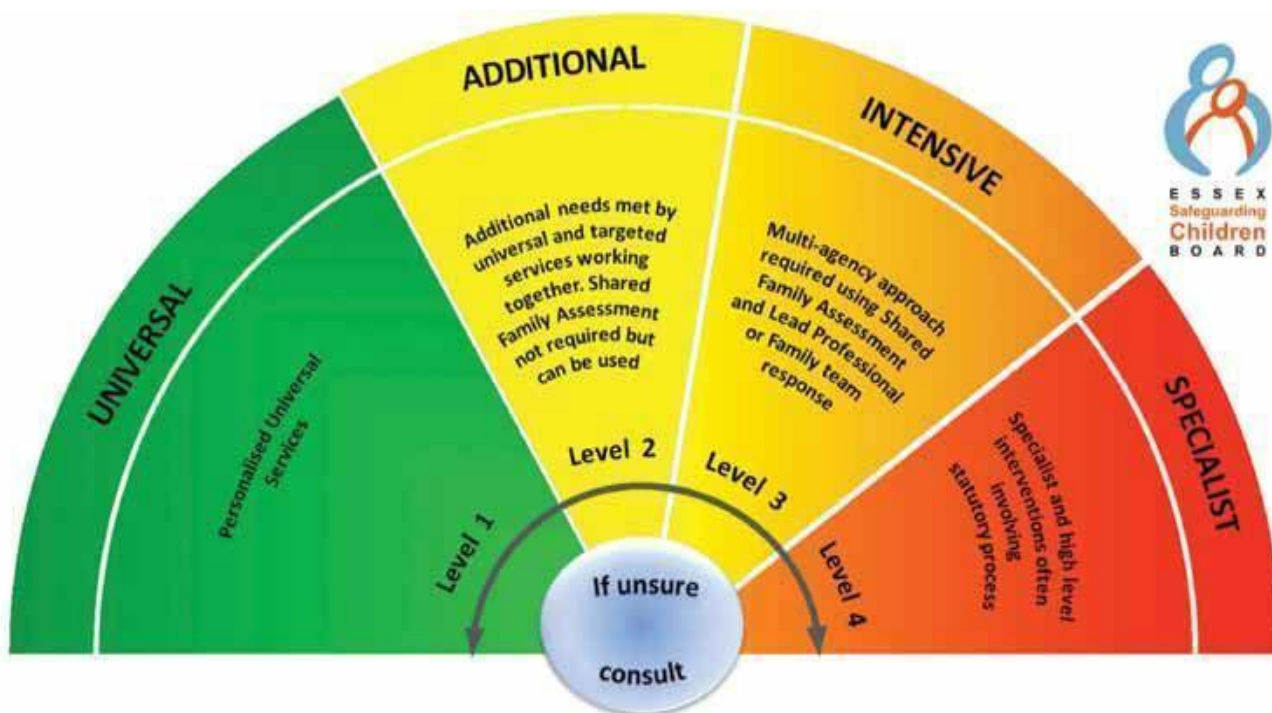 UNIVERSAL
Personalised Universal
Services
Level 1
ADDITIONAL
Additional needs met by
universal and targeted
services working
together. Shared
Family Assessment
not required but
can be used
Level 2
INTENSIVE
Multi-agency approach
required using Shared
Family Assessment
and Lead Professional
or Family team
response
Level 3
SPECIALIST
Specialist and high level
interventions often
involving
statutory process
Level 4
If unsure
consult
ESSEX
Safeguarding
Children
BOARD